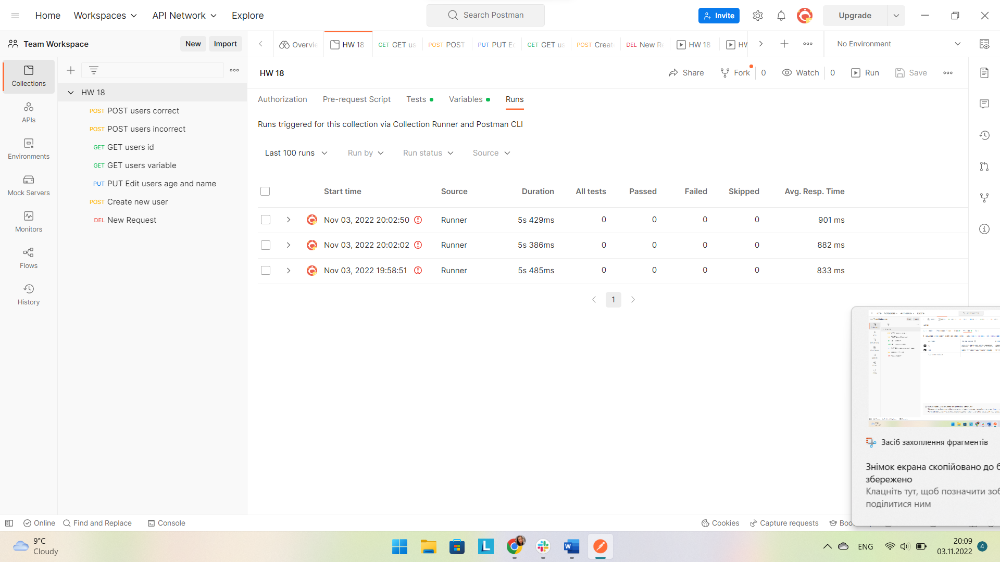 Home
Workspaces
API Network
Explore
Search Postman
Invite
Upgrade
Team Workspace
New
Import
HW 18
GET GET us
POST POST
PUT PUT
GET GET us
POST
DEL New
HW 18
No Environment
Collections
APIs
Environments
Mock Servers
Monitors
Flows
History
HW 18
POST POST users correct
POST POST users incorrect
GET GET users id
GET GET users variable
PUT PUT Edit users age and name
POST Create new user
DEL New Request
HW 18
Share
Fork
0
Watch
0
Run
Save
Authorization
Pre-request Script
Tests
Variables
Runs
Runs triggered for this collection via Collection Runner and Postman CLI
Last 100 runs
Run by
Run status
Source
Start time Source Duration All tests Passed Failed Skipped Avg. Resp. Time
Nov 03, 2022 20:02:50 Runner 5s 429ms 0 0 0 0 901 ms
Nov 03, 2022 20:02:02 Runner 5s 386ms 0 0 0 0 882 ms
Nov 03, 2022 19:58:51 Runner 5s 485ms 0 0 0 0 833 ms
1
Засіб захоплення фрагментів
Знімок екрана скопійовано до б
збережено
Клацніть тут, щоб позначити зоб
поділитися ним
Online
Find and Replace
Console
Cookies
Capture requests
9°C
Cloudy
L
W
ENG
20:09
03.11.2022
4